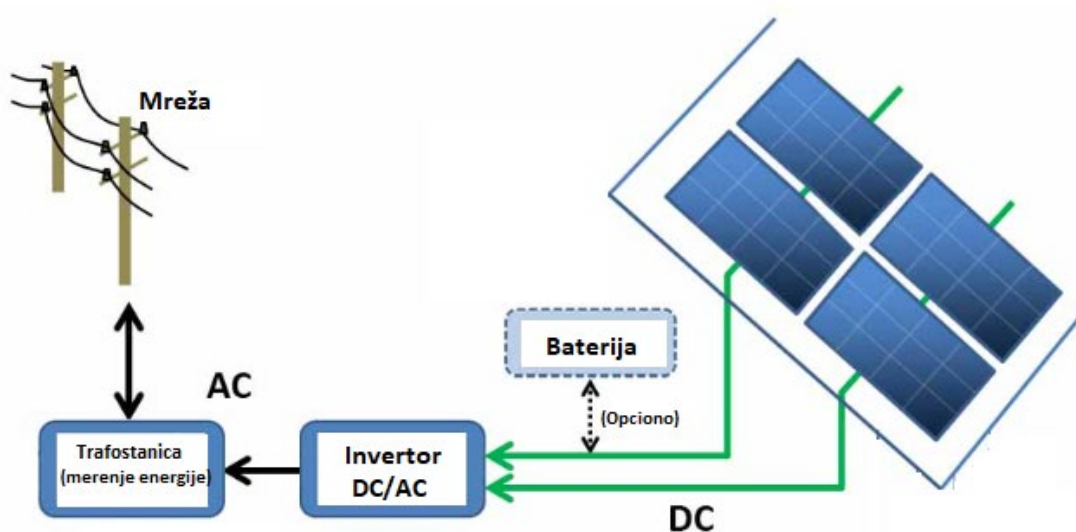 Mreža
Baterija
(Opciono)
AC
Trafostanica
(merenje energije)
Invertor
DC/AC
DC